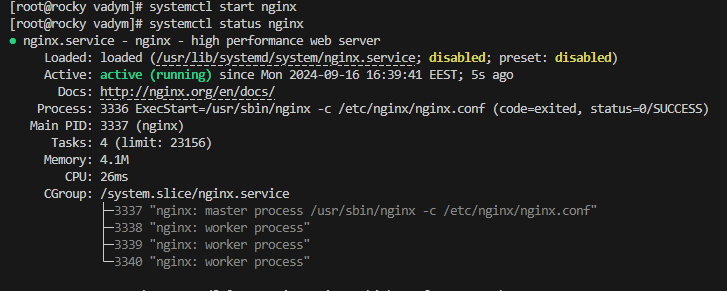 [root@rocky vadym]# systemctl start nginx
[root@rocky vadym]# systemctl status nginx
● nginx.service - nginx - high performance web server
Loaded: loaded (/usr/lib/systemd/system/nginx.service; disabled; preset: disabled)
Active: active (running) since Mon 2024-09-16 16:39:41 EEST; 5s ago
Docs: http://nginx.org/en/docs/
Process: 3336 ExecStart=/usr/sbin/nginx -c /etc/nginx/nginx.conf (code=exited, status=0/SUCCESS)
Main PID: 3337 (nginx)
Tasks: 4 (limit: 23156)
Memory: 4.1M
CPU: 26ms
CGroup: /system.slice/nginx.service
├─3337 "nginx: master process /usr/sbin/nginx -c /etc/nginx/nginx.conf"
├─3338 "nginx: worker process"
├─3339 "nginx: worker process"
└─3340 "nginx: worker process"